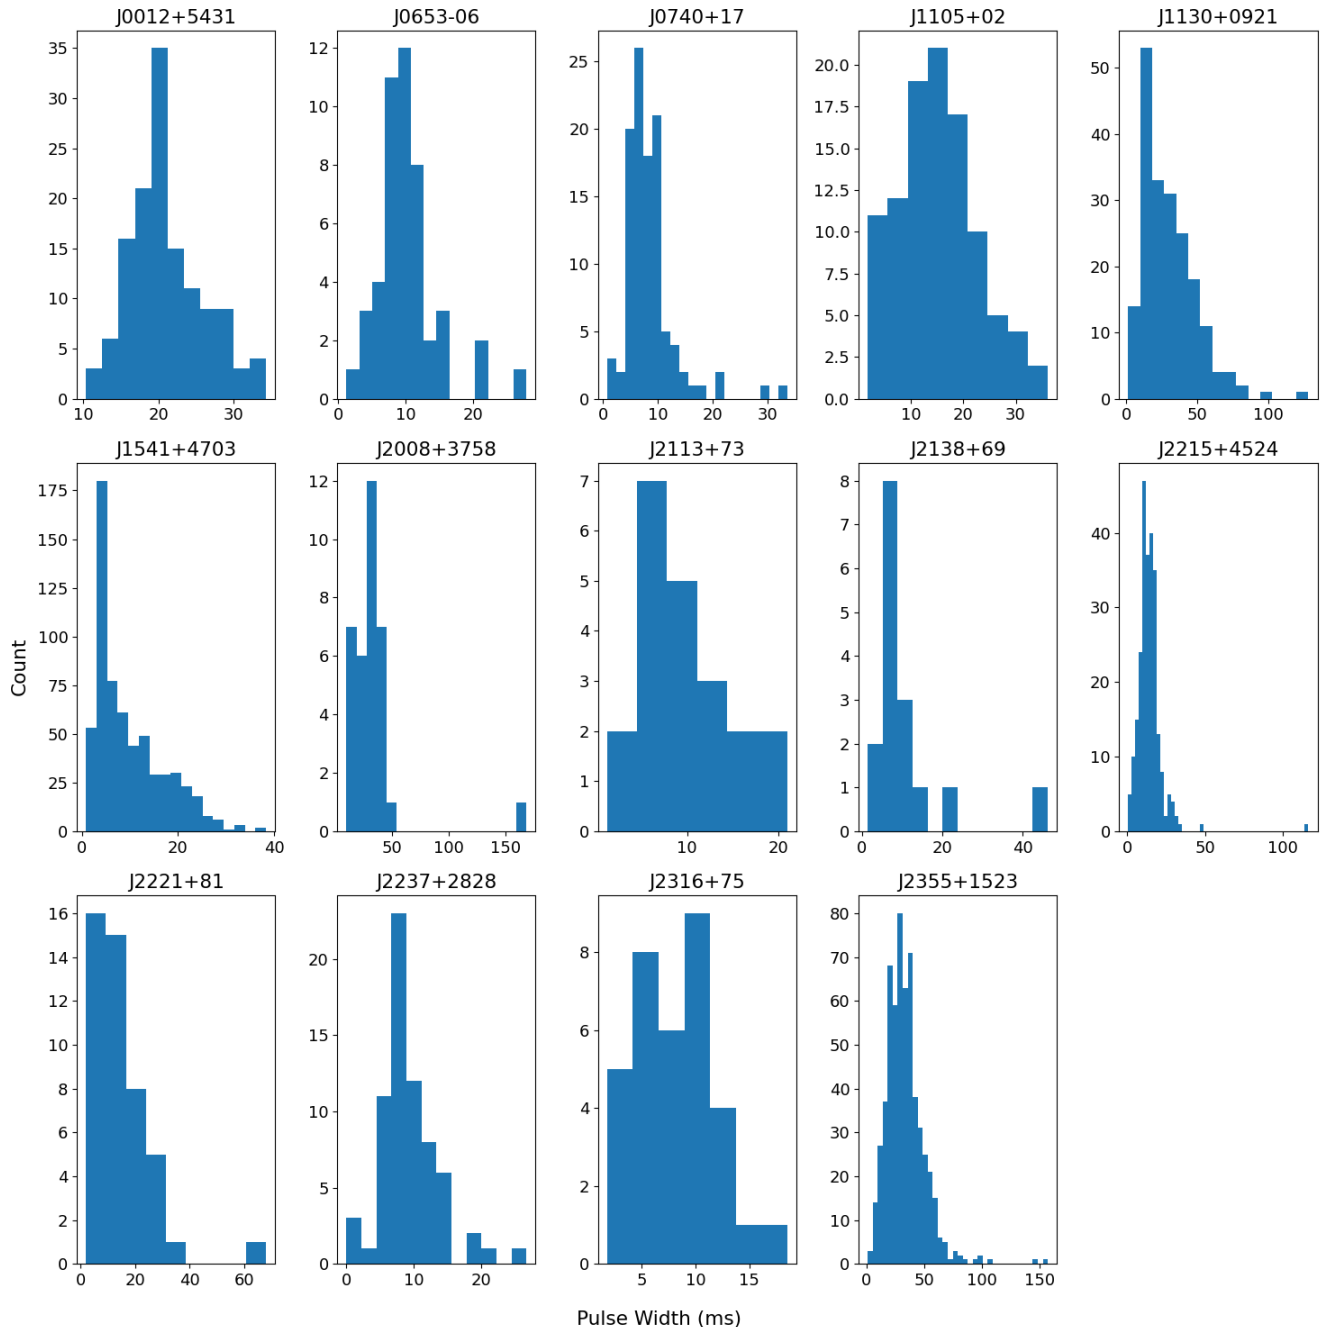 J0012+5431 J0653-06 J0740+17 J1105+02 J1130+0921
35 30 25 20 15 10 5 0
10 20 30
12 10 8 6 4 2 0
0 10 20
25 20 15 10 5 0
0 10 20 30
20.0 17.5 15.0 12.5 10.0 7.5 5.0 2.5 0.0
10 20 30
50 40 30 20 10 0
0 50 100
J1541+4703 J2008+3758 J2113+73 J2138+69 J2215+4524
175 150 125 100 75 50 25 0
0 20 40
12 10 8 6 4 2 0
50 100 150
7 6 5 4 3 2 1 0
10 20
8 7 6 5 4 3 2 1 0
0 20 40
40 30 20 10 0
0 50 100
Count
J2221+81 J2237+2828 J2316+75 J2355+1523
16 14 12 10 8 6 4 2 0
0 20 40 60
20 15 10 5 0
0 10 20
8 6 4 2 0
5 10 15
80 70 60 50 40 30 20 10 0
0 50 100 150
Pulse Width (ms)